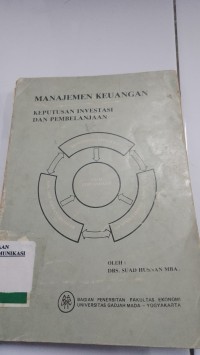 MANAJEMEN KEUANGAN
KEPUTUSAN INVESTASI
DAN PEMBELANJAAN
OLEH :
DRS. SUAD HUSNAN MBA.
BADAN PENERBITAN FAKULTAS EKONOMI
UNIVERSITAS GADJAH MADA - YOGYAKARTA